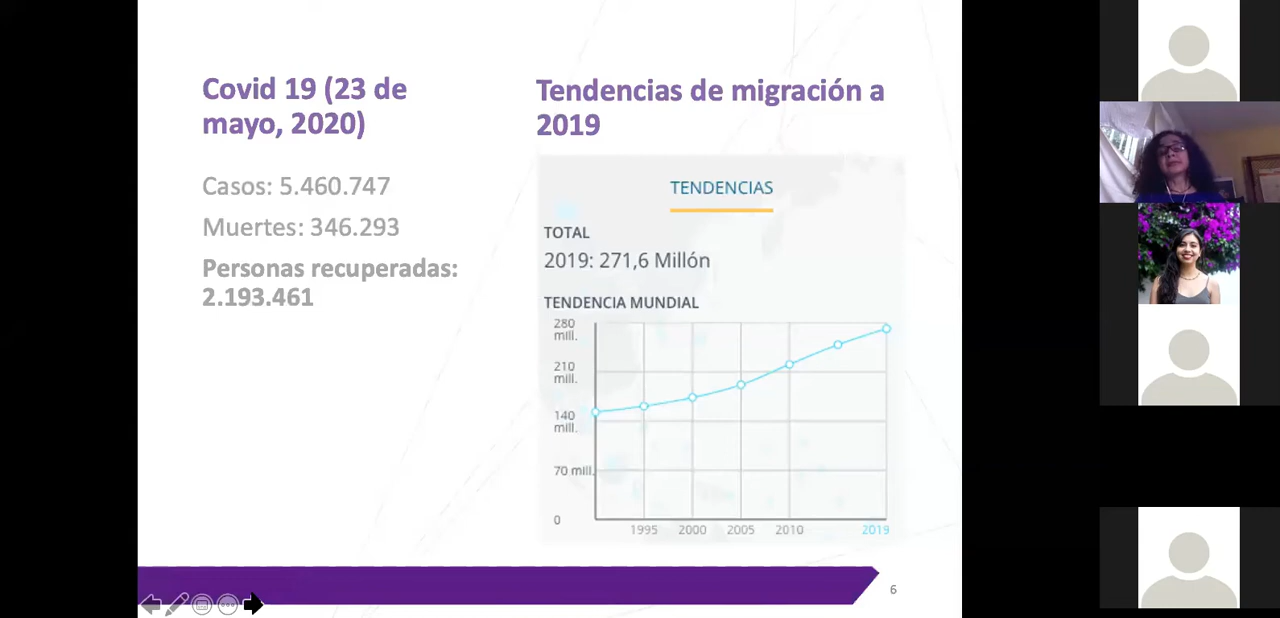 Covid 19 (23 de
mayo, 2020)
Casos: 5.460.747
Muertes: 346.293
Personas recuperadas:
2.193.461
Tendencias de migración a
2019
TENDENCIAS
TOTAL
2019: 271,6 Millón
TENDENCIA MUNDIAL
280
mill.
210
mill.
140
mill.
70 mill.
0
1995 2000 2005 2010 2019
6